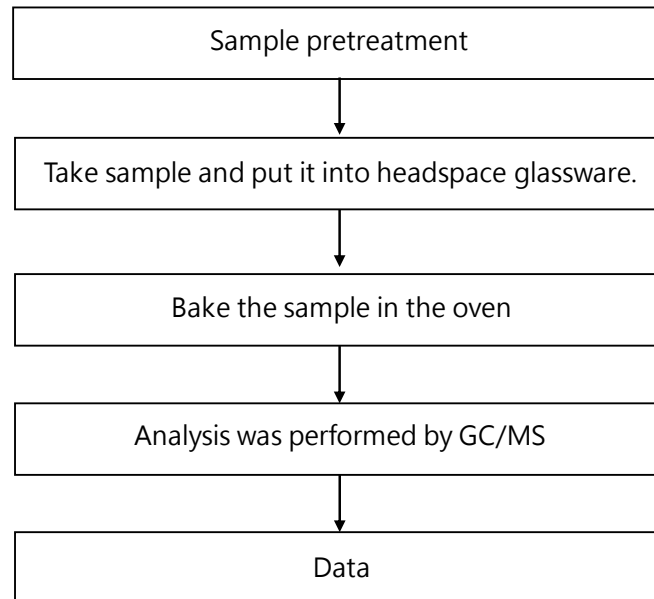 Sample pretreatment
Take sample and put it into headspace glassware.
Bake the sample in the oven
Analysis was performed by GC/MS
Data